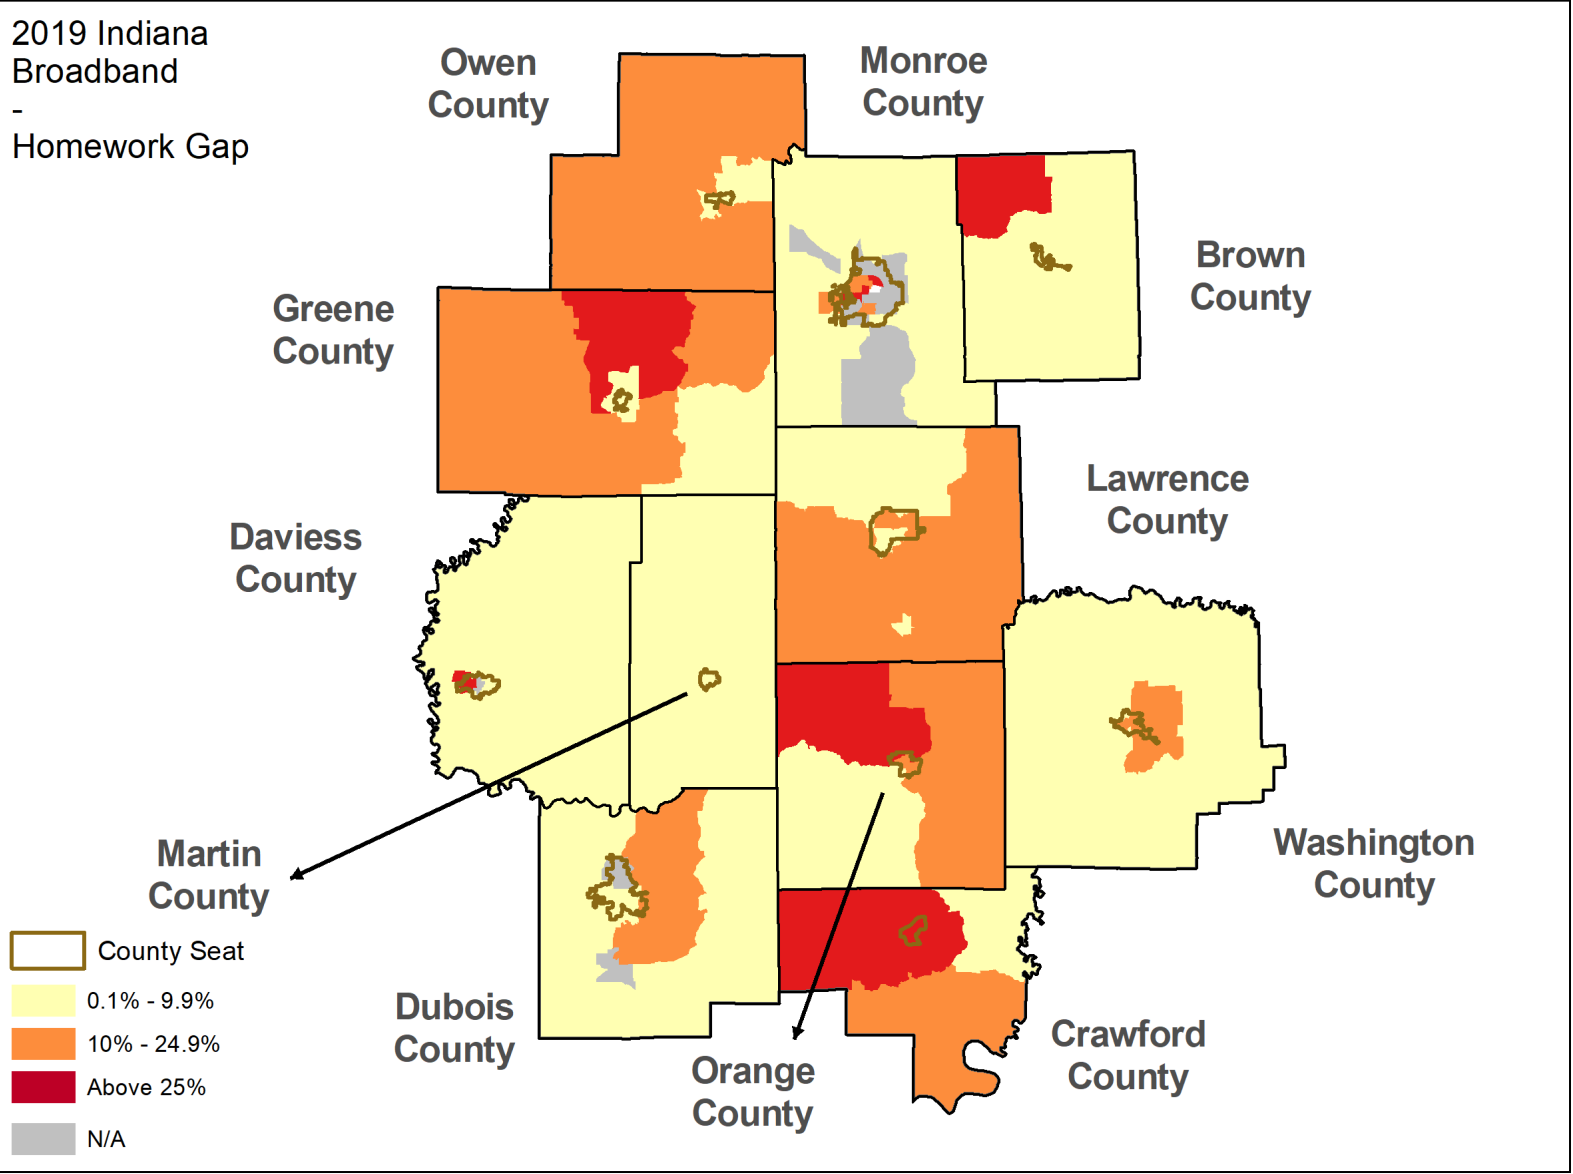 2019 Indiana
Broadband
-
Homework Gap
Owen
County
Monroe
County
Brown
County
Greene
County
Lawrence
County
Daviess
County
Martin
County
Washington
County
Dubois
County
Orange
County
Crawford
County
County Seat
0.1% - 9.9%
10% - 24.9%
Above 25%
N/A